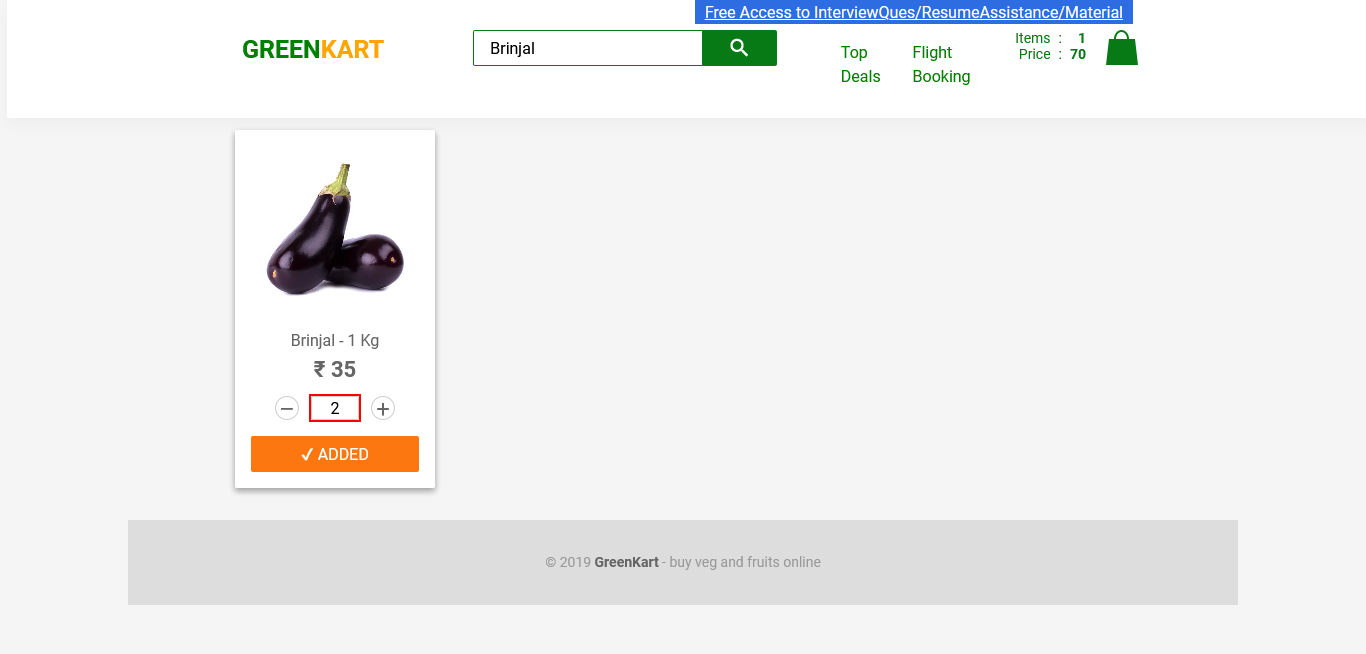 Free Access to InterviewQues/ResumeAssistance/Material
GREENKART
Brinjal
Top Deals
Flight Booking
Items : 1
Price : 70
Brinjal - 1 Kg
₹ 35
2
✔ ADDED
© 2019 GreenKart - buy veg and fruits online